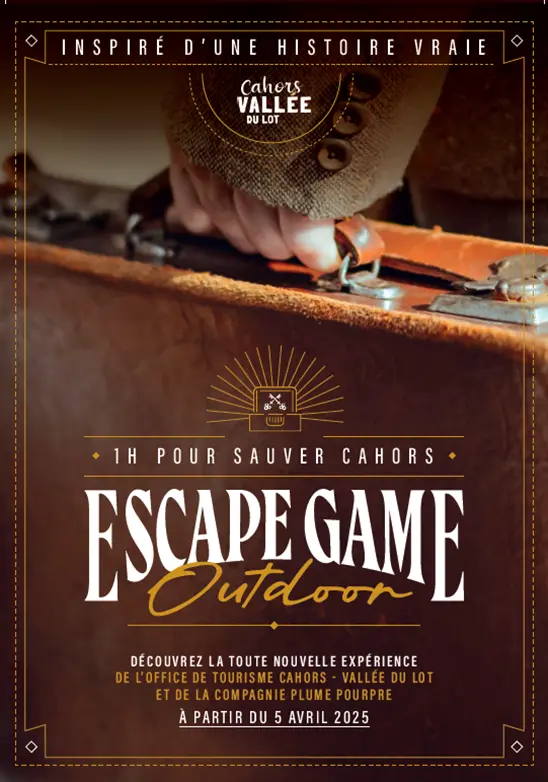 INSPIRÉ D'UNE HISTOIRE VRAIE
Cahors
VALLÉE
DU LOT
1H POUR SAUVER CAHORS
ESCAPE GAME
Outdoor
DÉCOUVREZ LA TOUTE NOUVELLE EXPÉRIENCE
DE L'OFFICE DE TOURISME CAHORS - VALLÉE DU LOT
ET DE LA COMPAGNIE PLUME POURPRE
À PARTIR DU 5 AVRIL 2025